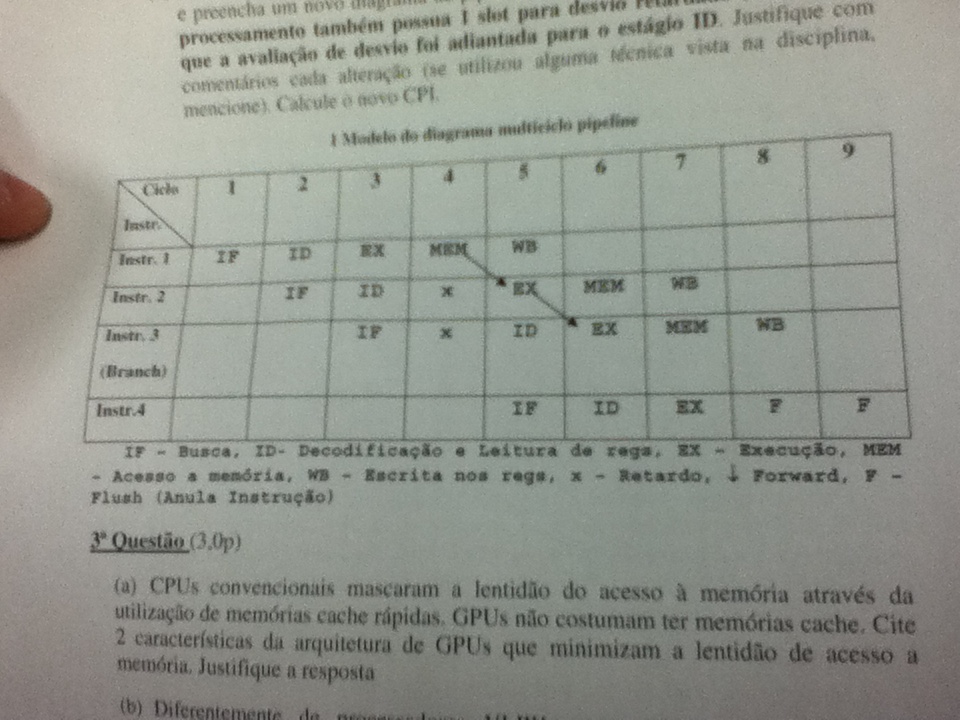 e preencha um novo diagrama
processamento também possua 1 slot para desvio
que a avaliação de desvio foi adiantada para o estágio ID. Justifique com
comentários cada alteração (se utilizou alguma técnica vista na disciplina,
mencione). Calcule o novo CPI.
1 Modelo do diagrama multiciclo pipeline
Ciclo 1 2 3 4 5 6 7 8 9
Instr.
Instr. 1 IF ID EX MEM WB
Instr. 2 IF ID x EX MEM WB
Instr. 3 IF x ID EX MEM WB
(Branch)
Instr.4 IF ID EX F F
IF - Busca, ID- Decodificação e Leitura de regs, EX - Execução, MEM
- Acesso a memória, WB - Escrita nos regs, x - Retardo, ↓ Forward, F -
Flush (Anula Instrução)
3ª Questão (3,0p)
(a) CPUs convencionais mascaram a lentidão do acesso à memória através da
utilização de memórias cache rápidas. GPUs não costumam ter memórias cache. Cite
2 características da arquitetura de GPUs que minimizam a lentidão de acesso a
memória. Justifique a resposta
(b) Diferentemente de